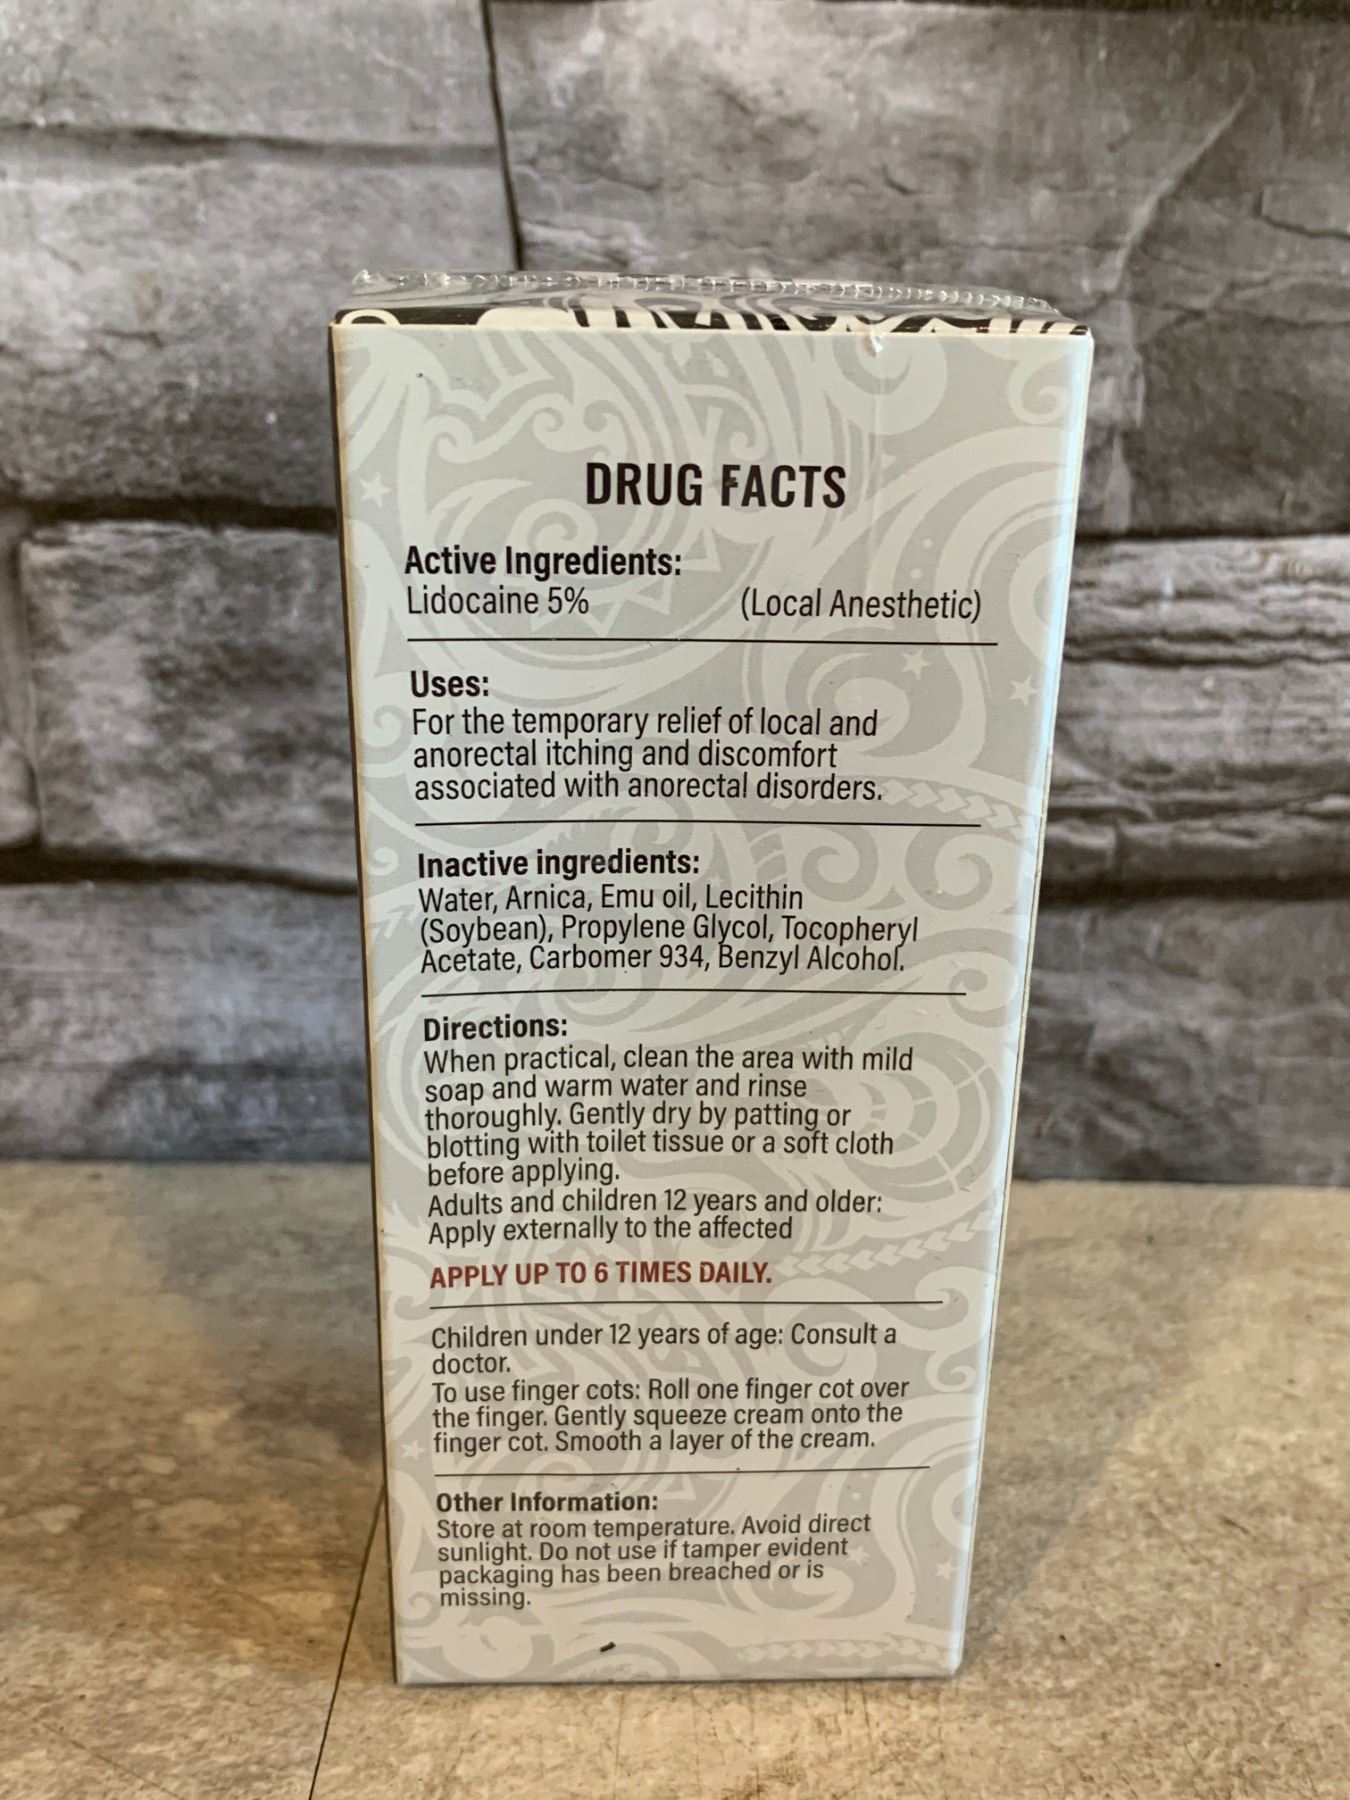 DRUG FACTS
Active Ingredients:
Lidocaine 5% (Local Anesthetic)
Uses:
For the temporary relief of local and
anorectal itching and discomfort
associated with anorectal disorders.
Inactive ingredients:
Water, Arnica, Emu oil, Lecithin
(Soybean), Propylene Glycol, Tocopheryl
Acetate, Carbomer 934, Benzyl Alcohol.
Directions:
When practical, clean the area with mild
soap and warm water and rinse
thoroughly. Gently dry by patting or
blotting with toilet tissue or a soft cloth
before applying.
Adults and children 12 years and older:
Apply externally to the affected
APPLY UP TO 6 TIMES DAILY.
Children under 12 years of age: Consult a
doctor.
To use finger cots: Roll one finger cot over
the finger. Gently squeeze cream onto the
finger cot. Smooth a layer of the cream.
Other Information:
Store at room temperature. Avoid direct
sunlight. Do not use if tamper evident
packaging has been breached or is
missing.